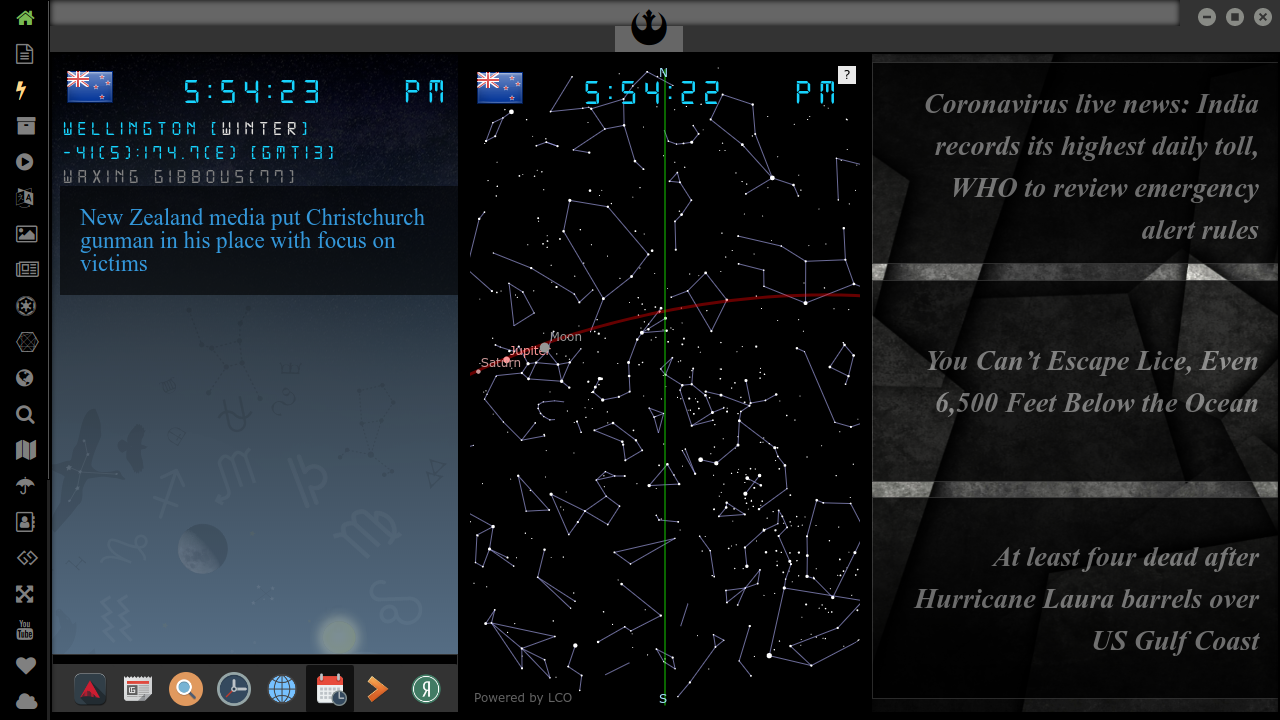 5:54:23 PM
WELLINGTON [WINTER]
-41(S):174.7(E) [GMT13]
WAXING GIBBOUS[77]
New Zealand media put Christchurch
gunman in his place with focus on
victims
N
?
5:54:22 PM
Moon
Jupiter
Saturn
Powered by LCO
S
Coronavirus live news: India
records its highest daily toll,
WHO to review emergency
alert rules
You Can’t Escape Lice, Even
6,500 Feet Below the Ocean
At least four dead after
Hurricane Laura barrels over
US Gulf Coast
You
Tube
Я